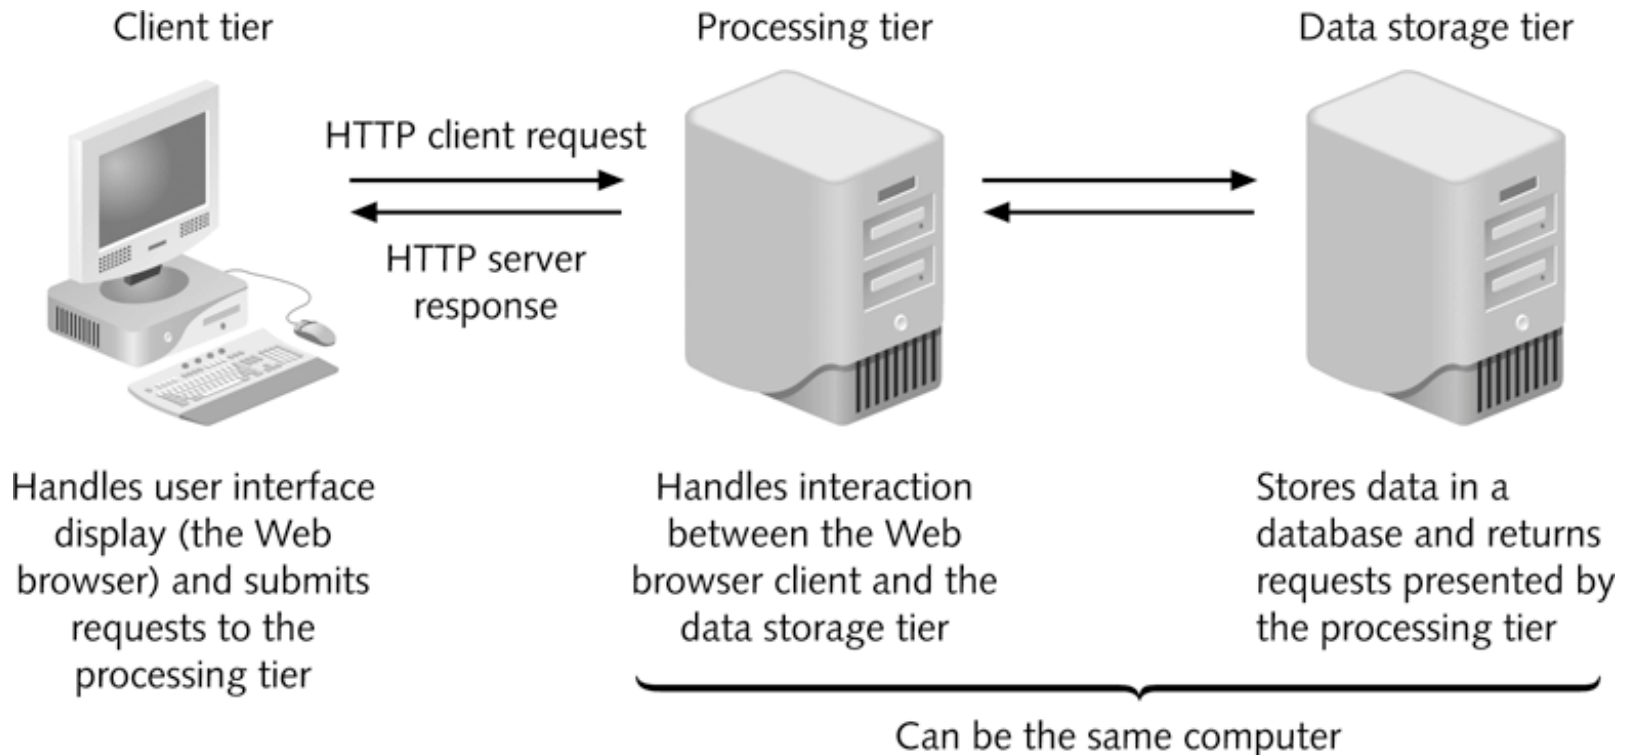 Client tier
Processing tier
Data storage tier
HTTP client request
HTTP server
response
Handles user interface
display (the Web
browser) and submits
requests to the
processing tier
Handles interaction
between the Web
browser client and the
data storage tier
Stores data in a
database and returns
requests presented by
the processing tier
Can be the same computer